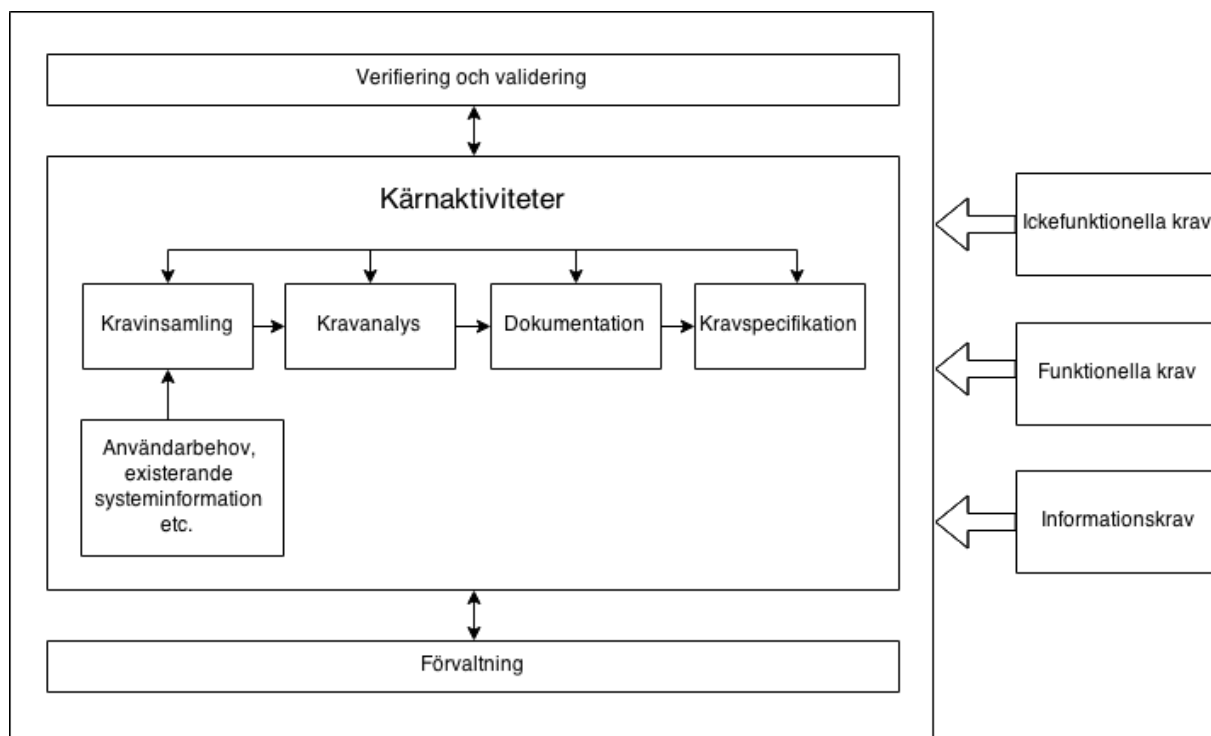 Verifiering och validering
Kärnaktiviteter
Kravinsamling
Kravanalys
Dokumentation
Kravspecifikation
Användarbehov,
existerande
systeminformation
etc.
Förvaltning
Ickefunktionella krav
Funktionella krav
Informationskrav